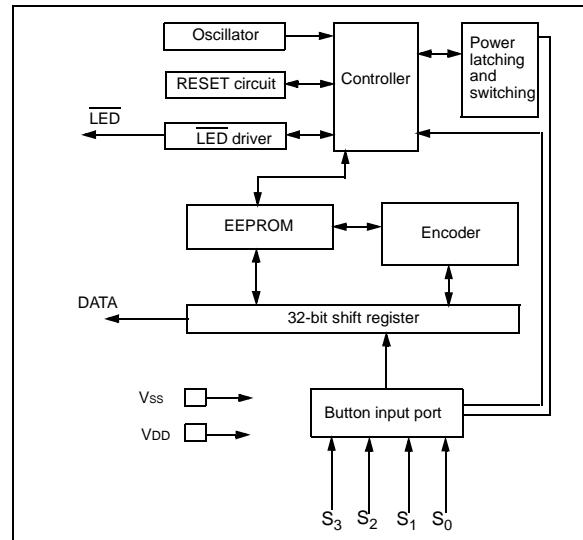 Oscillator
RESET circuit
LED driver
LED
Controller
Power
latching
and
switching
EEPROM
Encoder
DATA
32-bit shift register
VSS
VDD
Button input port
S3 S2 S1 S0